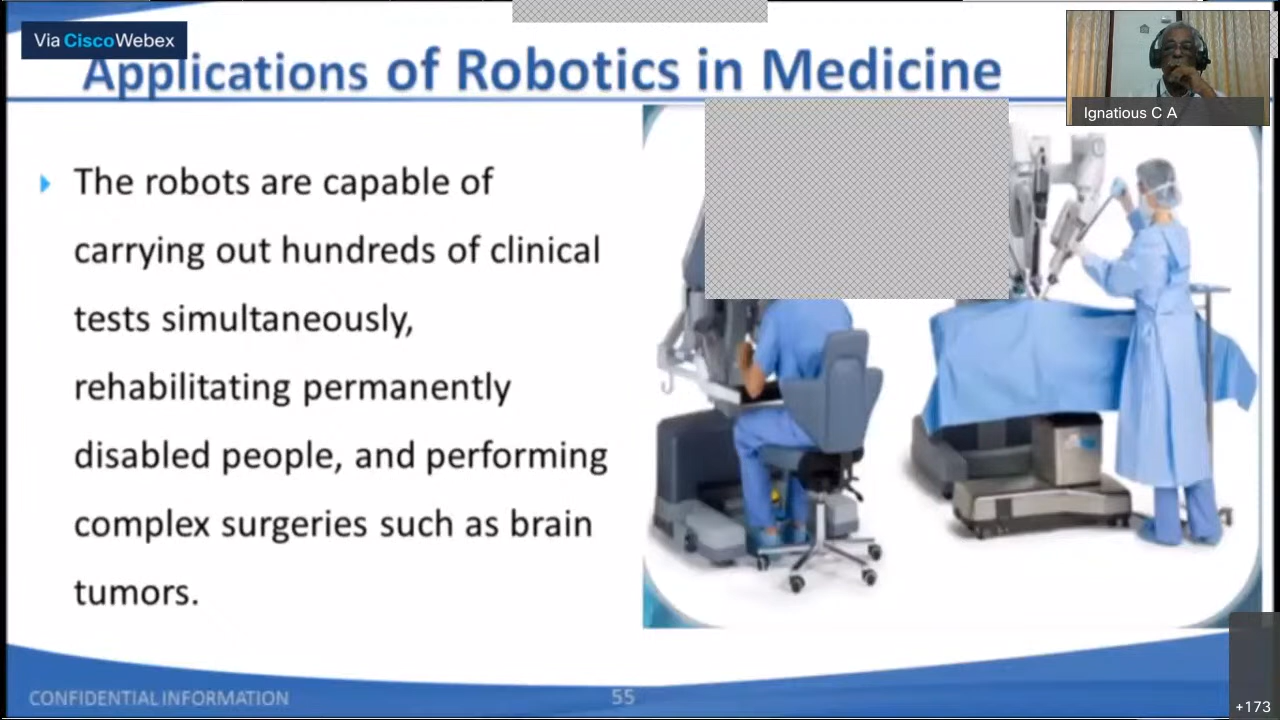 Via CiscoWebex
Applications of Robotics in Medicine
Ignatious C A
The robots are capable of
carrying out hundreds of clinical
tests simultaneously,
rehabilitating permanently
disabled people, and performing
complex surgeries such as brain
tumors.
CONFIDENTIAL INFORMATION
55
+173